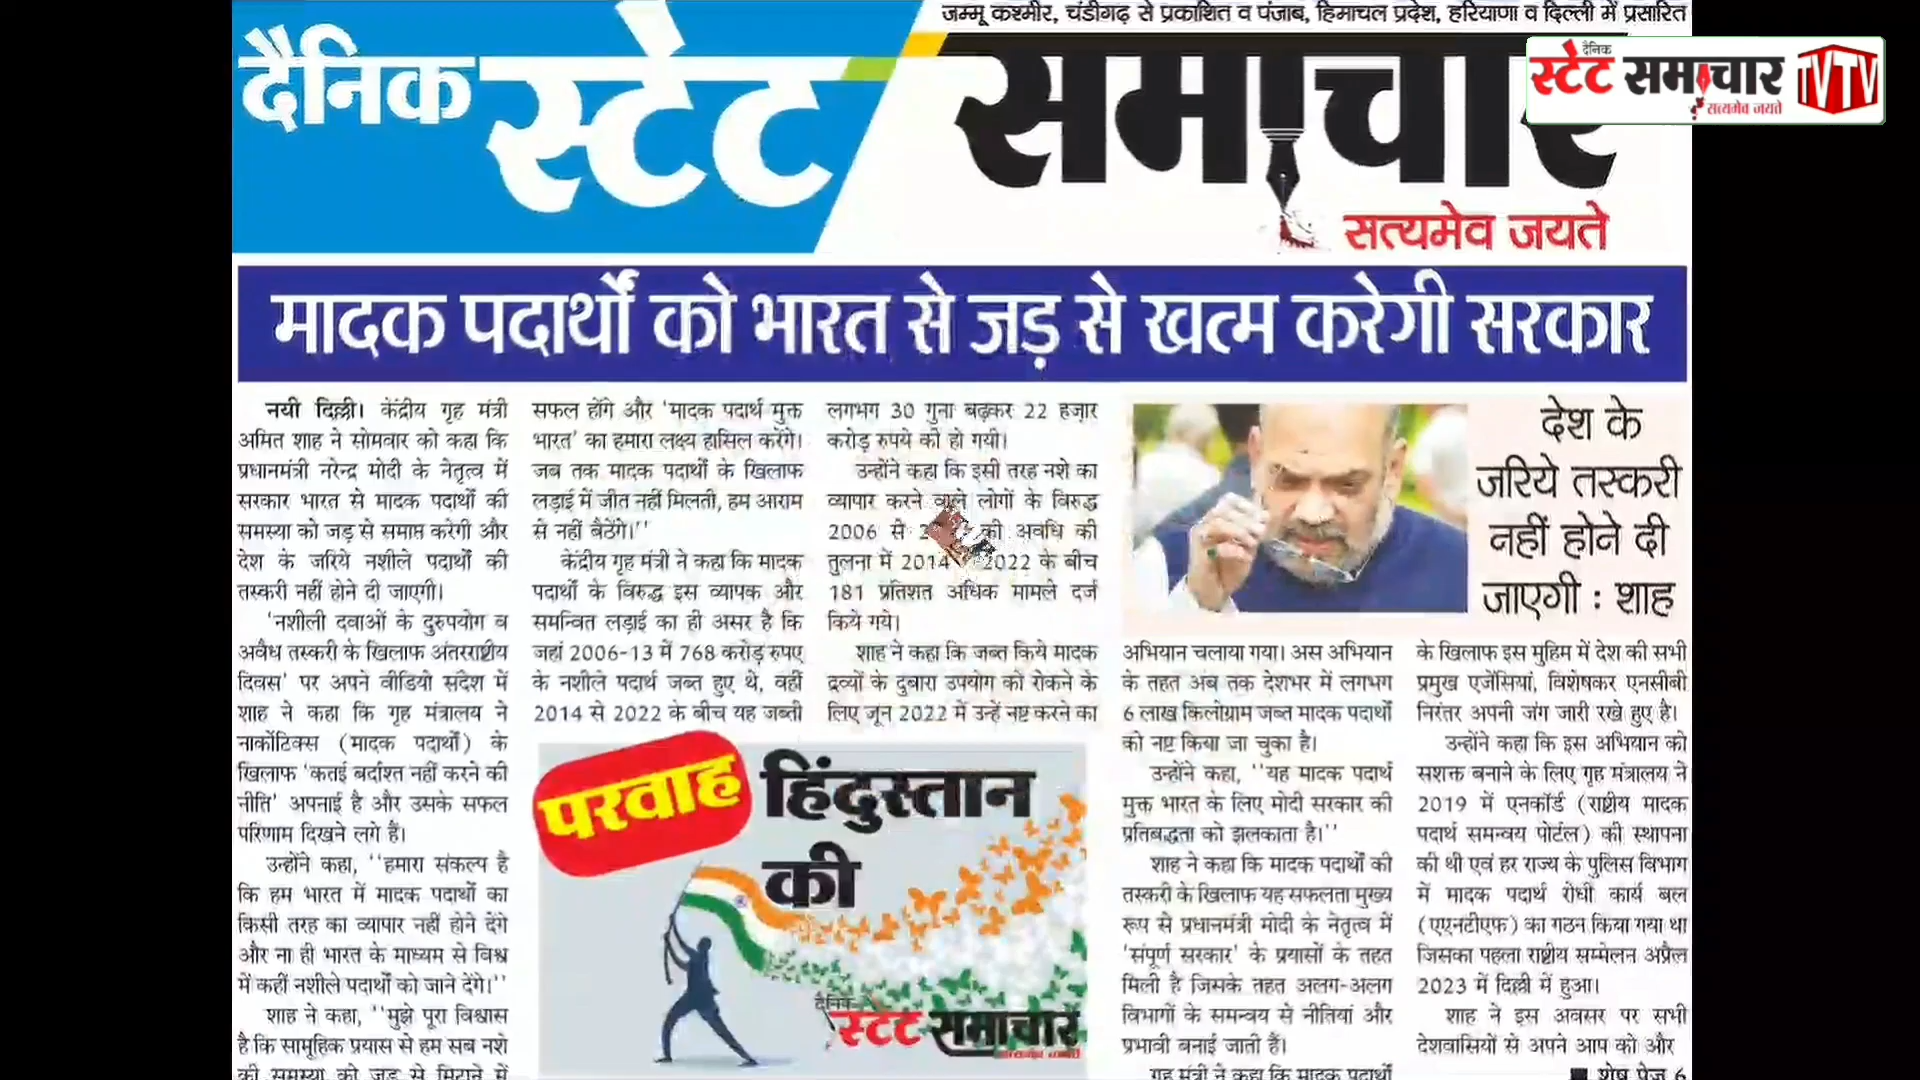 जम्मू कश्मीर, चंडीगढ़ से प्रकाशित व पंजाब, हिमाचल प्रदेश, हरियाणा व दिल्ली में प्रसारित
दैनिक स्टेट समाचार
सत्यमेव जयते
दैनिक
स्टेट समाचार
सत्यमेव जयते
TVTV
मादक पदार्थों को भारत से जड़ से खत्म करेगी सरकार
नयी दिल्ली। केंद्रीय गृह मंत्री
अमित शाह ने सोमवार को कहा कि
प्रधानमंत्री नरेन्द्र मोदी के नेतृत्व में
सरकार भारत से मादक पदार्थों की
समस्या को जड़ से समाप्त करेगी और
देश के जरिये नशीले पदार्थों की
तस्करी नहीं होने दी जाएगी।
'नशीली दवाओं के दुरुपयोग व
अवैध तस्करी के खिलाफ अंतरराष्ट्रीय
दिवस' पर अपने वीडियो संदेश में
शाह ने कहा कि गृह मंत्रालय ने
नार्कोटिक्स (मादक पदार्थों) के
खिलाफ 'कतई बर्दाश्त नहीं करने की
नीति' अपनाई है और उसके सफल
परिणाम दिखने लगे हैं।
उन्होंने कहा, ''हमारा संकल्प है
कि हम भारत में मादक पदार्थों का
किसी तरह का व्यापार नहीं होने देंगे
और ना ही भारत के माध्यम से विश्व
में कहीं नशीले पदार्थों को जाने देंगे।''
शाह ने कहा, ''मुझे पूरा विश्वास
है कि सामूहिक प्रयास से हम सब नशे
की समस्या को जड़ से मिटाने में
सफल होंगे और 'मादक पदार्थ मुक्त
भारत' का हमारा लक्ष्य हासिल करेंगे।
जब तक मादक पदार्थों के खिलाफ
लड़ाई में जीत नहीं मिलती, हम आराम
से नहीं बैठेंगे।''
केंद्रीय गृह मंत्री ने कहा कि मादक
पदार्थों के विरुद्ध इस व्यापक और
समन्वित लड़ाई का ही असर है कि
जहां 2006-13 में 768 करोड़ रुपए
के नशीले पदार्थ जब्त हुए थे, वहीं
2014 से 2022 के बीच यह जब्ती
लगभग 30 गुना बढ़कर 22 हज़ार
करोड़ रुपये की हो गयी।
उन्होंने कहा कि इसी तरह नशे का
व्यापार करने वाले लोगों के विरुद्ध
2006 से की अवधि की
तुलना में 2014 2022 के बीच
181 प्रतिशत अधिक मामले दर्ज
किये गये।
शाह ने कहा कि जब्त किये मादक
द्रव्यों के दुबारा उपयोग को रोकने के
लिए जून 2022 में उन्हें नष्ट करने का
परवाह हिंदुस्तान
की
दैनिक
स्टेट समाचार
देश के
जरिये तस्करी
नहीं होने दी
जाएगी : शाह
अभियान चलाया गया। अस अभियान
के तहत अब तक देशभर में लगभग
6 लाख किलोग्राम जब्त मादक पदार्थों
को नष्ट किया जा चुका है।
उन्होंने कहा, ''यह मादक पदार्थ
मुक्त भारत के लिए मोदी सरकार की
प्रतिबद्धता को झलकाता है।''
शाह ने कहा कि मादक पदार्थों की
तस्करी के खिलाफ यह सफलता मुख्य
रूप से प्रधानमंत्री मोदी के नेतृत्व में
'संपूर्ण सरकार' के प्रयासों के तहत
मिली है जिसके तहत अलग-अलग
विभागों के समन्वय से नीतियां और
प्रभावी बनाई जाती हैं।
गृह मंत्री ने कहा कि मादक पदार्थों
के खिलाफ इस मुहिम में देश की सभी
प्रमुख एजेंसियां, विशेषकर एनसीबी
निरंतर अपनी जंग जारी रखे हुए है।
उन्होंने कहा कि इस अभियान को
सशक्त बनाने के लिए गृह मंत्रालय ने
2019 में एनकॉर्ड (राष्ट्रीय मादक
पदार्थ समन्वय पोर्टल) की स्थापना
की थी एवं हर राज्य के पुलिस विभाग
में मादक पदार्थ रोधी कार्य बल
(एएनटीएफ) का गठन किया गया था
जिसका पहला राष्ट्रीय सम्मेलन अप्रैल
2023 में दिल्ली में हुआ।
शाह ने इस अवसर पर सभी
देशवासियों से अपने आप को और
शेष पेज 6